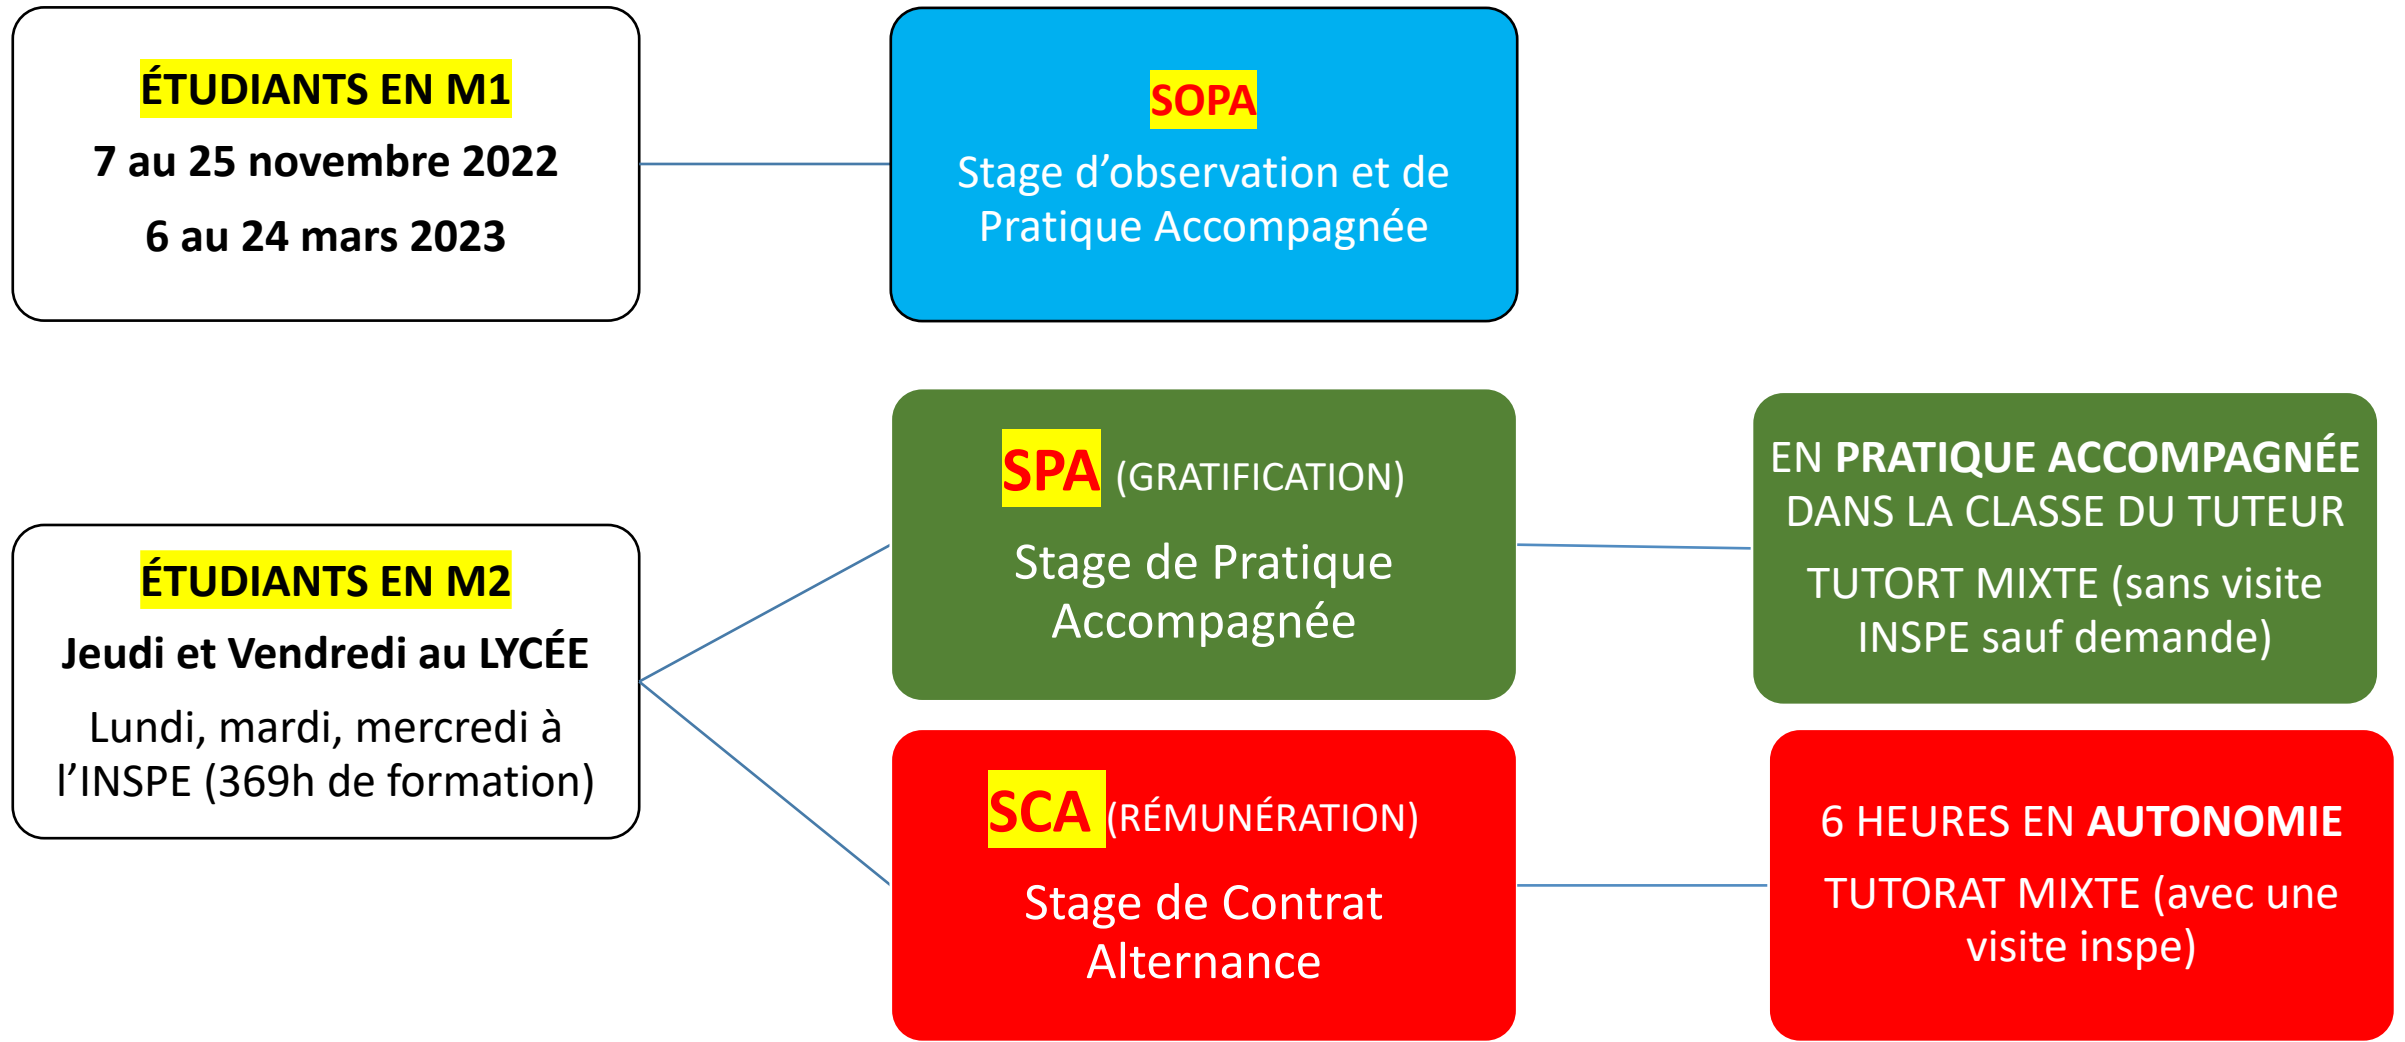 ÉTUDIANTS EN M1
7 au 25 novembre 2022
6 au 24 mars 2023
SOPA
Stage d’observation et de
Pratique Accompagnée
ÉTUDIANTS EN M2
Jeudi et Vendredi au LYCÉE
Lundi, mardi, mercredi à
l’INSPE (369h de formation)
SPA (GRATIFICATION)
Stage de Pratique
Accompagnée
EN PRATIQUE ACCOMPAGNÉE
DANS LA CLASSE DU TUTEUR
TUTORT MIXTE (sans visite
INSPE sauf demande)
SCA (RÉMUNÉRATION)
Stage de Contrat
Alternance
6 HEURES EN AUTONOMIE
TUTORAT MIXTE (avec une
visite inspe)